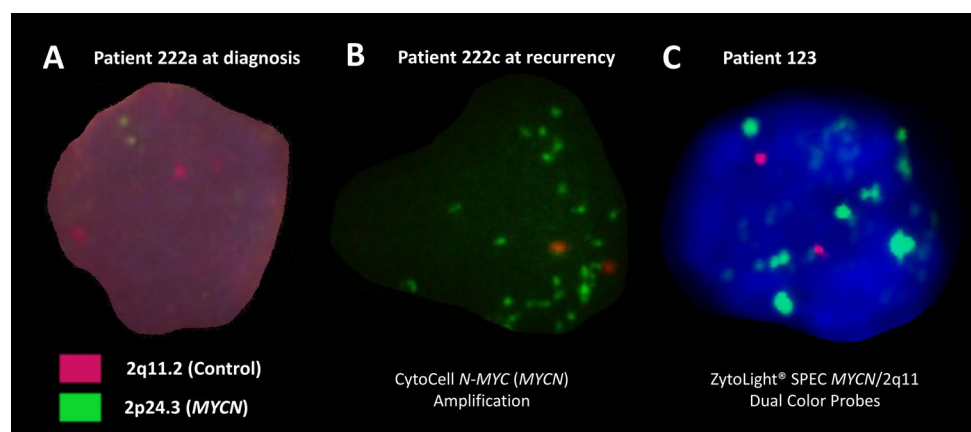 A Patient 222a at diagnosis
B Patient 222c at recurrency
C Patient 123
2q11.2 (Control)
2p24.3 (MYCN)
CytoCell N-MYC (MYCN)
Amplification
ZytoLight® SPEC MYCN/2q11
Dual Color Probes